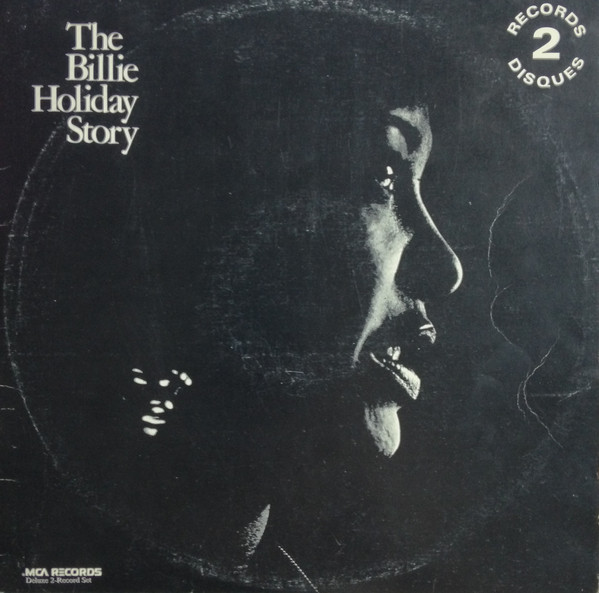 The
Billie
Holiday
Story
RECORDS
2
DISQUES
.MCA RECORDS
Deluxe 2-Record Set